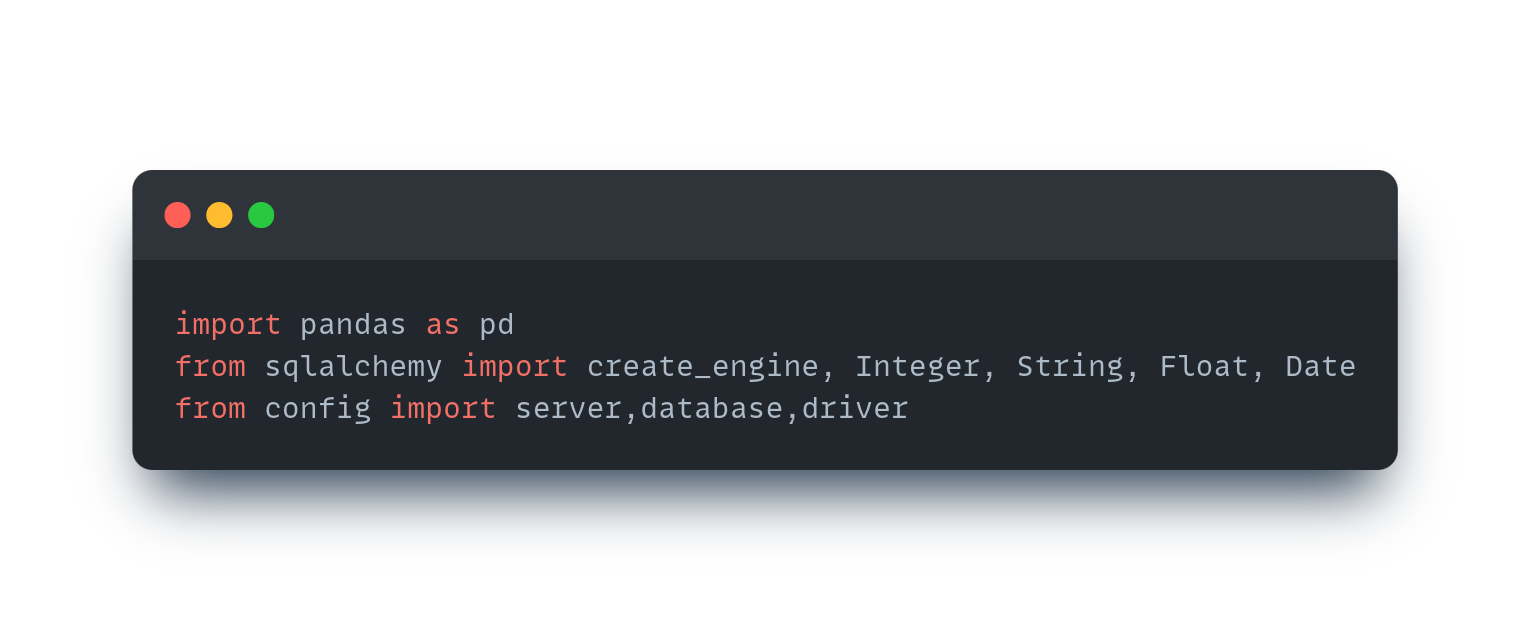 import pandas as pd
from sqlalchemy import create_engine, Integer, String, Float, Date
from config import server,database,driver